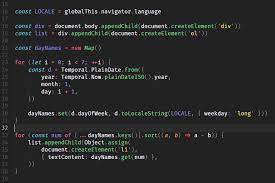 const LOCALE = globalThis.navigator.language
const div = document.body.appendChild(document.createElement('div'))
const list = div.appendChild(document.createElement('ol'))
const dayNames = new Map()
for (let i = 0; i < 7; ++i) {
const d = Temporal.PlainDate.from({
year: Temporal.Now.plainDateISO().year,
month: 1,
day: i + 1,
})
dayNames.set(d.dayOfWeek, d.toLocaleString(LOCALE, { weekday: 'long' }))
}
32
for (const num of [...dayNames.keys()].sort((a, b) => a - b)) {
list.appendChild(Object.assign(
document.createElement('li'),
{ textContent: dayNames.get(num) },
))
}